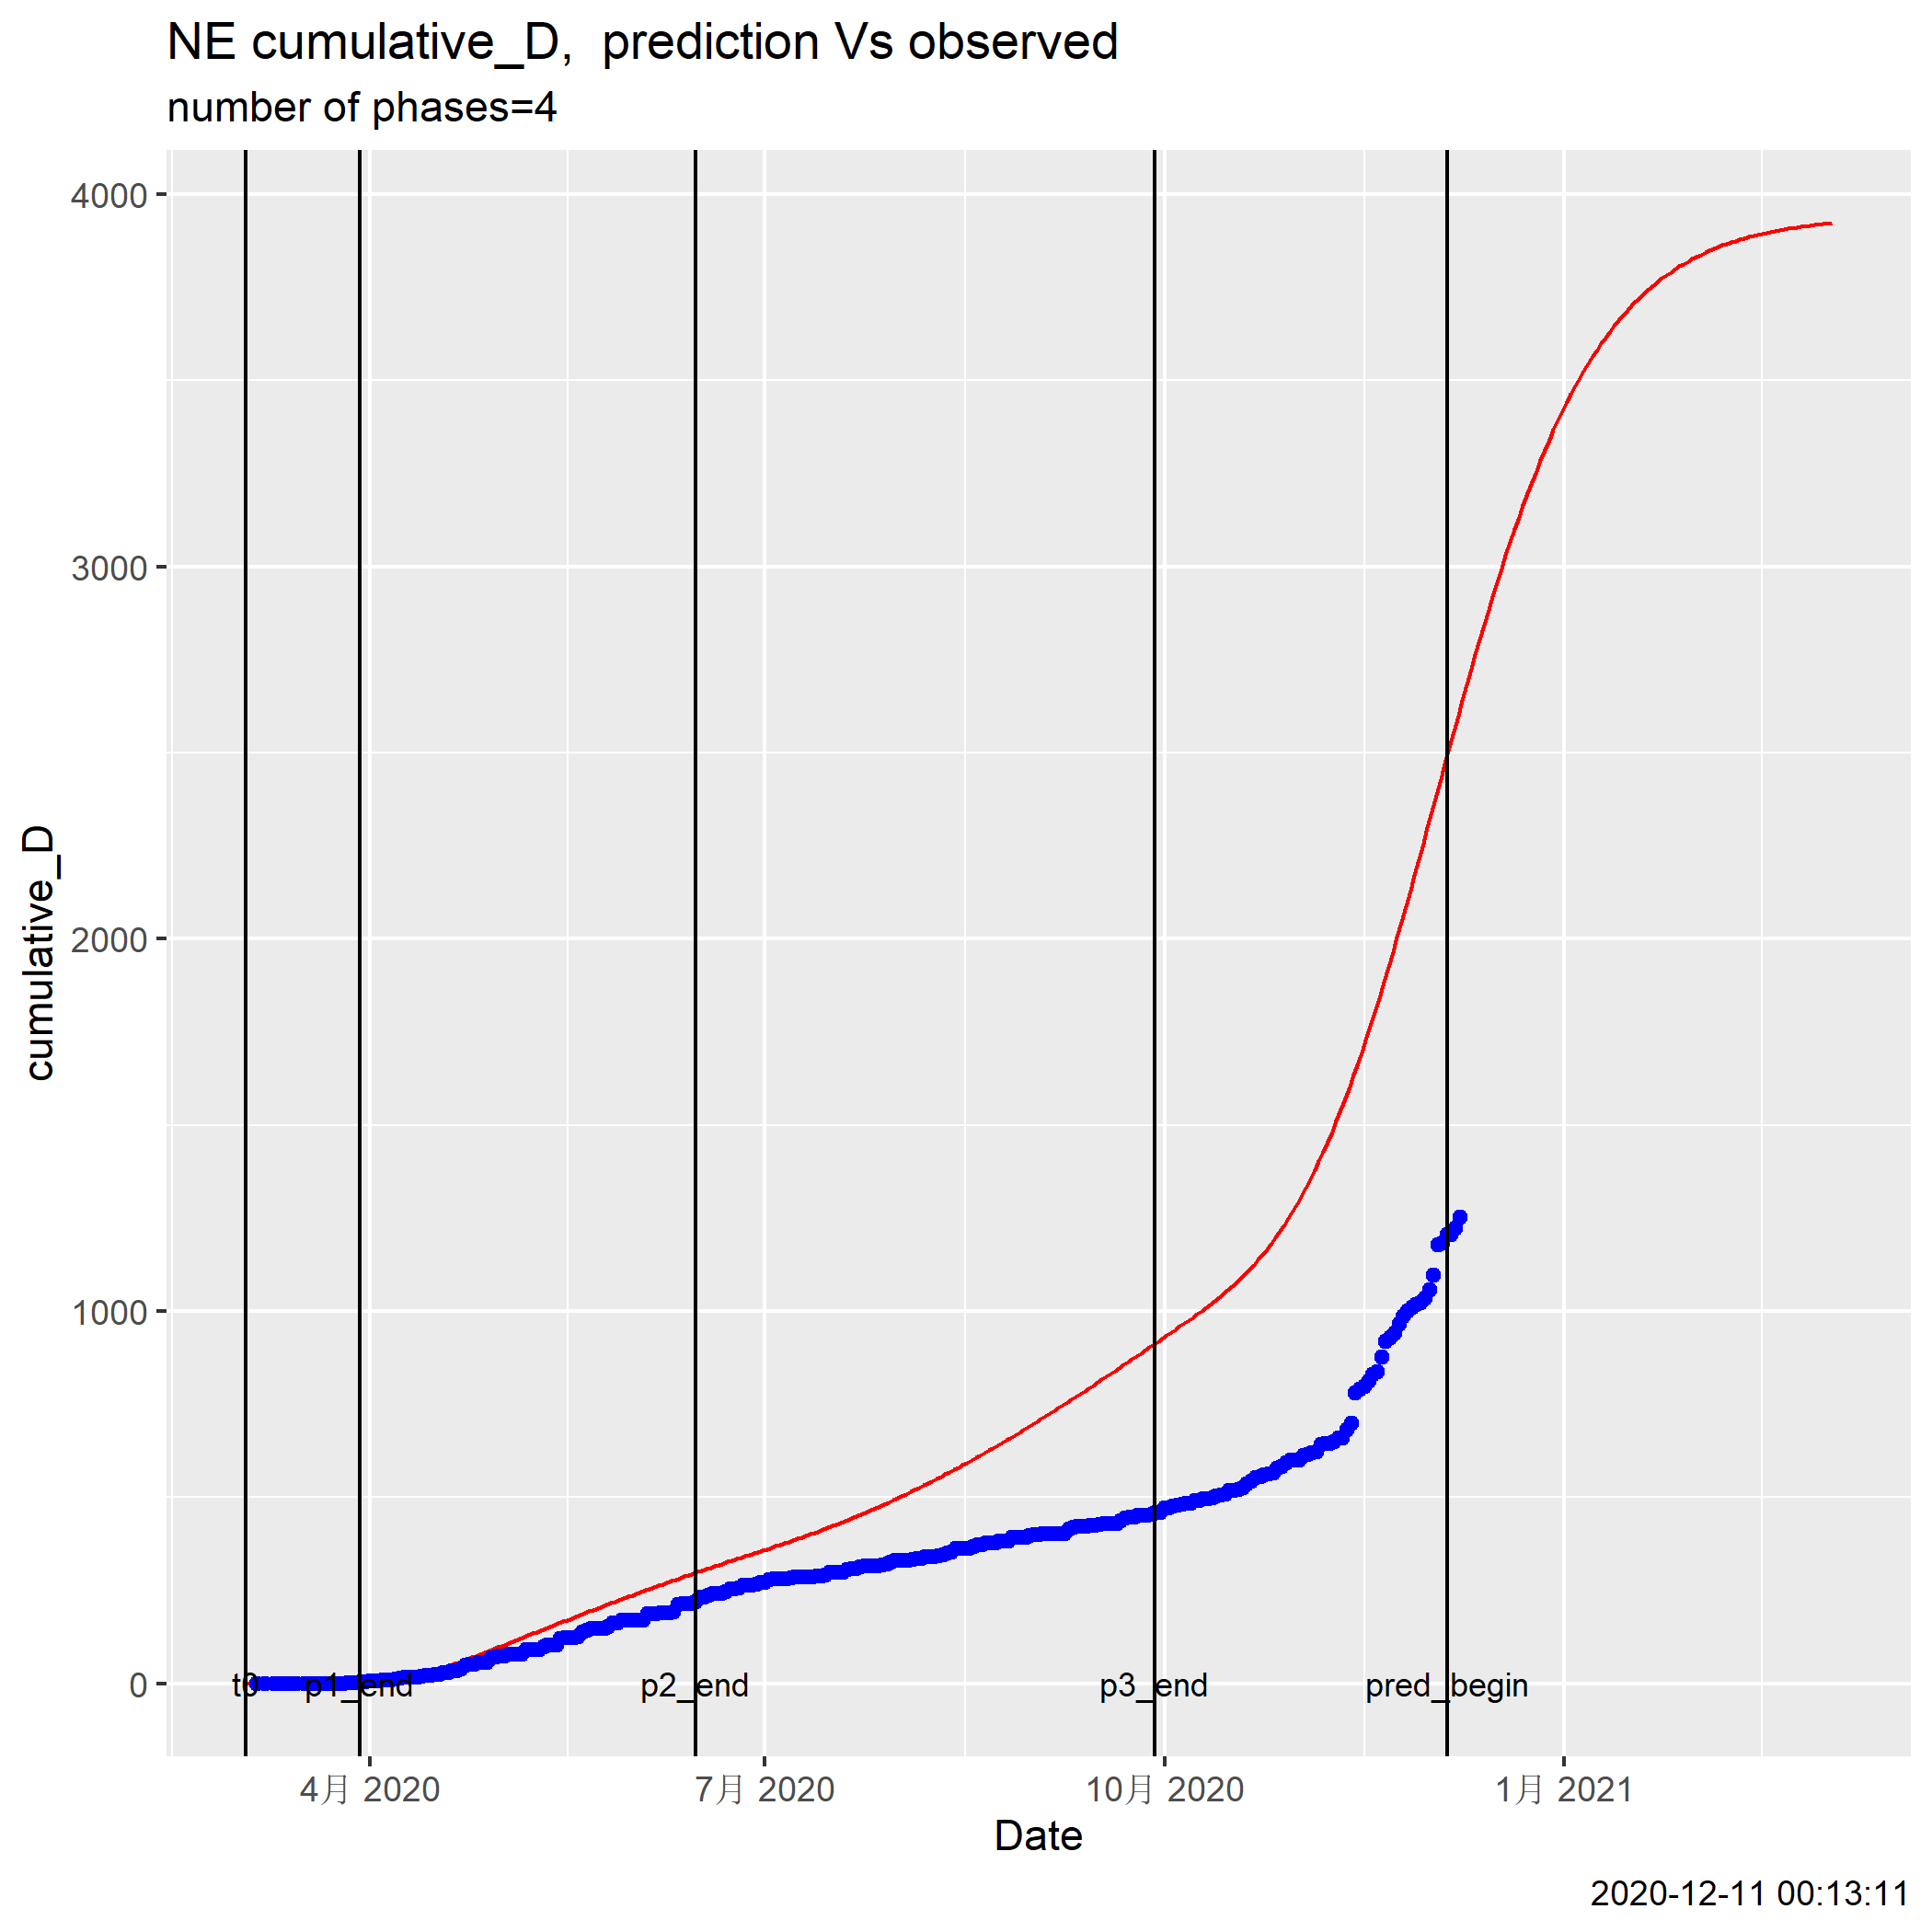 NE cumulative_D,  prediction Vs observed
number of phases=4
cumulative_D
4000
3000
2000
1000
0
t0 p1_end p2_end p3_end pred_begin
4月 2020 7月 2020 10月 2020 1月 2021
Date
2020-12-11 00:13:11